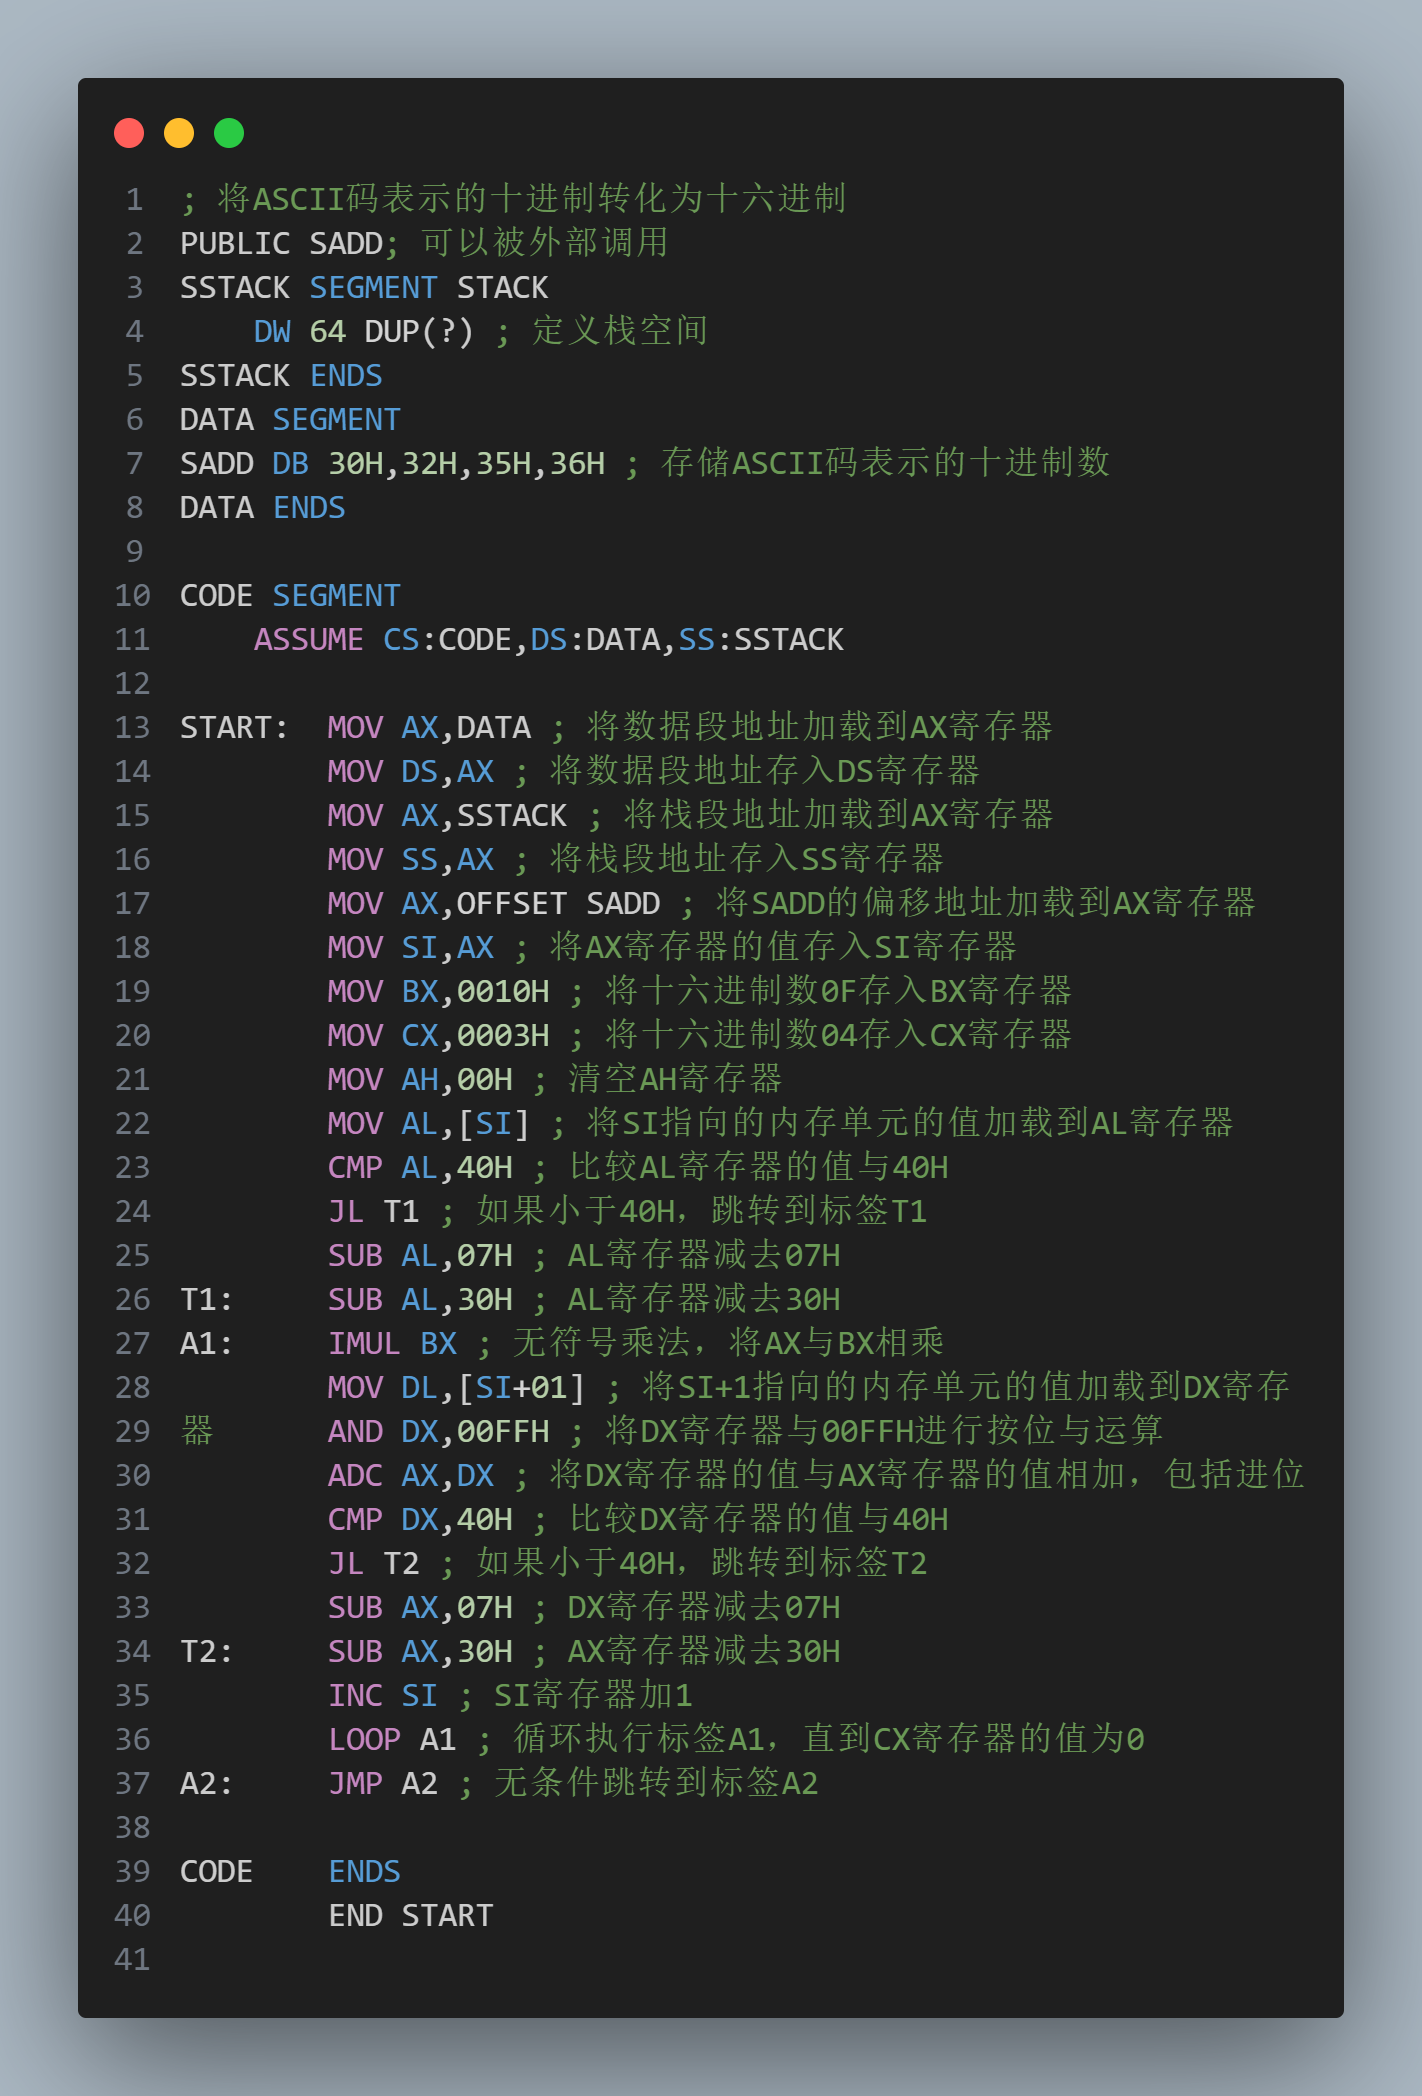 1 ; 将ASCII码表示的十进制转化为十六进制
2 PUBLIC SADD; 可以被外部调用
3 SSTACK SEGMENT STACK
4     DW 64 DUP(?) ; 定义栈空间
5 SSTACK ENDS
6 DATA SEGMENT
7 SADD DB 30H,32H,35H,36H ; 存储ASCII码表示的十进制数
8 DATA ENDS
9
10 CODE SEGMENT
11     ASSUME CS:CODE,DS:DATA,SS:SSTACK
12
13 START:  MOV AX,DATA ; 将数据段地址加载到AX寄存器
14         MOV DS,AX ; 将数据段地址存入DS寄存器
15         MOV AX,SSTACK ; 将栈段地址加载到AX寄存器
16         MOV SS,AX ; 将栈段地址存入SS寄存器
17         MOV AX,OFFSET SADD ; 将SADD的偏移地址加载到AX寄存器
18         MOV SI,AX ; 将AX寄存器的值存入SI寄存器
19         MOV BX,0010H ; 将十六进制数0F存入BX寄存器
20         MOV CX,0003H ; 将十六进制数04存入CX寄存器
21         MOV AH,00H ; 清空AH寄存器
22         MOV AL,[SI] ; 将SI指向的内存单元的值加载到AL寄存器
23         CMP AL,40H ; 比较AL寄存器的值与40H
24         JL T1 ; 如果小于40H，跳转到标签T1
25         SUB AL,07H ; AL寄存器减去07H
26 T1:     SUB AL,30H ; AL寄存器减去30H
27 A1:     IMUL BX ; 无符号乘法，将AX与BX相乘
28         MOV DL,[SI+01] ; 将SI+1指向的内存单元的值加载到DX寄存
29 器      AND DX,00FFH ; 将DX寄存器与00FFH进行按位与运算
30         ADC AX,DX ; 将DX寄存器的值与AX寄存器的值相加，包括进位
31         CMP DX,40H ; 比较DX寄存器的值与40H
32         JL T2 ; 如果小于40H，跳转到标签T2
33         SUB AX,07H ; DX寄存器减去07H
34 T2:     SUB AX,30H ; AX寄存器减去30H
35         INC SI ; SI寄存器加1
36         LOOP A1 ; 循环执行标签A1，直到CX寄存器的值为0
37 A2:     JMP A2 ; 无条件跳转到标签A2
38
39 CODE    ENDS
40         END START
41